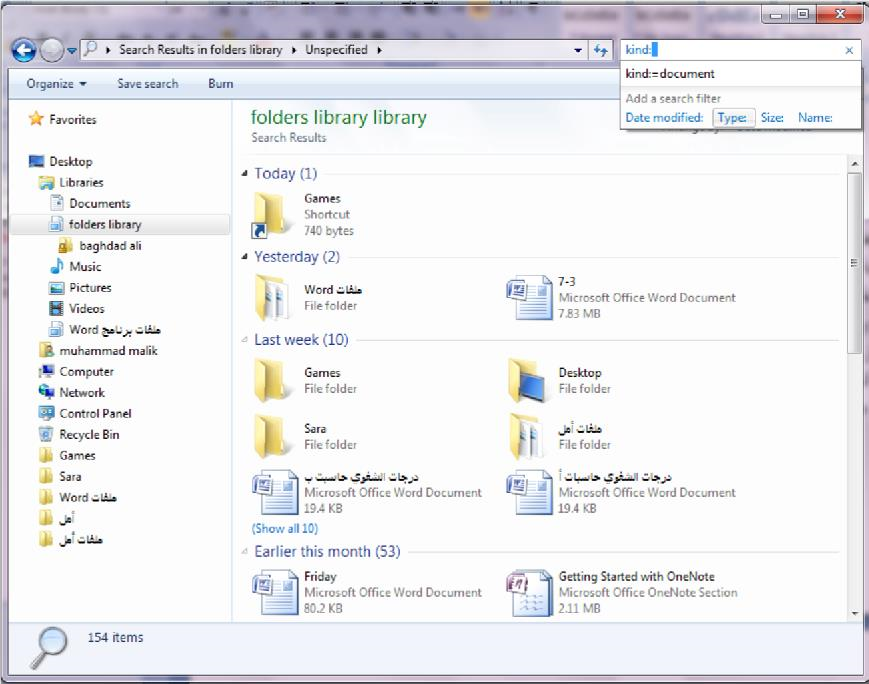 Search Results in folders library Unspecified
kind:
kind:=document
Add a search filter
Date modified: Type: Size: Name:
Organize Save search Burn
Favorites
Desktop
Libraries
Documents
folders library
baghdad ali
Music
Pictures
Videos
ملفات برنامج Word
muhammad malik
Computer
Network
Control Panel
Recycle Bin
Games
Sara
ملفات Word
أمل
ملفات أمل
folders library library
Search Results
Today (1)
Games
Shortcut
740 bytes
Yesterday (2)
ملفات Word
File folder
7-3
Microsoft Office Word Document
7.83 MB
Last week (10)
Games
File folder
Desktop
File folder
Sara
File folder
ملفات أمل
File folder
درجات الشفوي حاسبت ب
Microsoft Office Word Document
19.4 KB
درجات الشفوي حاسبات أ
Microsoft Office Word Document
19.4 KB
(Show all 10)
Earlier this month (53)
Friday
Microsoft Office Word Document
80.2 KB
Getting Started with OneNote
Microsoft Office OneNote Section
2.11 MB
154 items